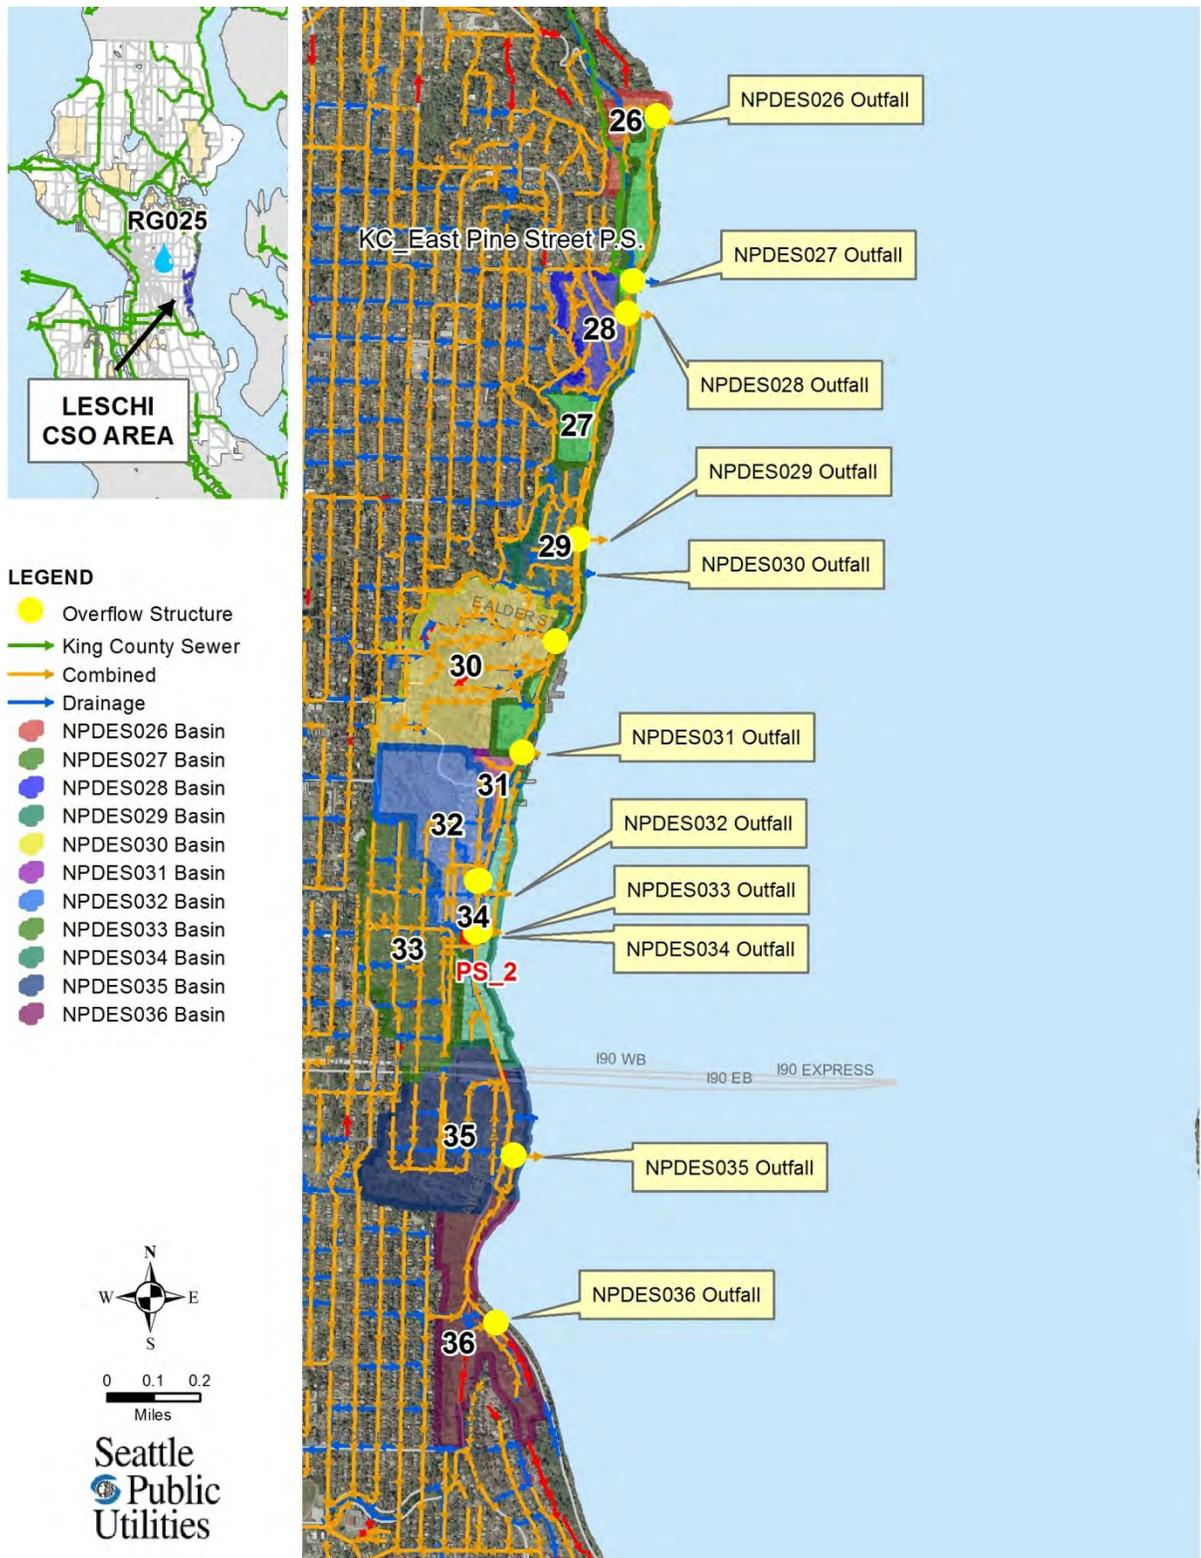 RG025
LESCHI
CSO AREA
LEGEND
Overflow Structure
King County Sewer
Combined
Drainage
NPDES026 Basin
NPDES027 Basin
NPDES028 Basin
NPDES029 Basin
NPDES030 Basin
NPDES031 Basin
NPDES032 Basin
NPDES033 Basin
NPDES034 Basin
NPDES035 Basin
NPDES036 Basin
N
W E
S
0 0.1 0.2
Miles
Seattle
Public
Utilities
26
NPDES026 Outfall
KC_East Pine Street P.S.
NPDES027 Outfall
28
NPDES028 Outfall
27
NPDES029 Outfall
29
NPDES030 Outfall
E ALDER S
30
NPDES031 Outfall
31
32
NPDES032 Outfall
NPDES033 Outfall
34
33
NPDES034 Outfall
PS_2
I90 WB
I90 EB
I90 EXPRESS
35
NPDES035 Outfall
NPDES036 Outfall
36